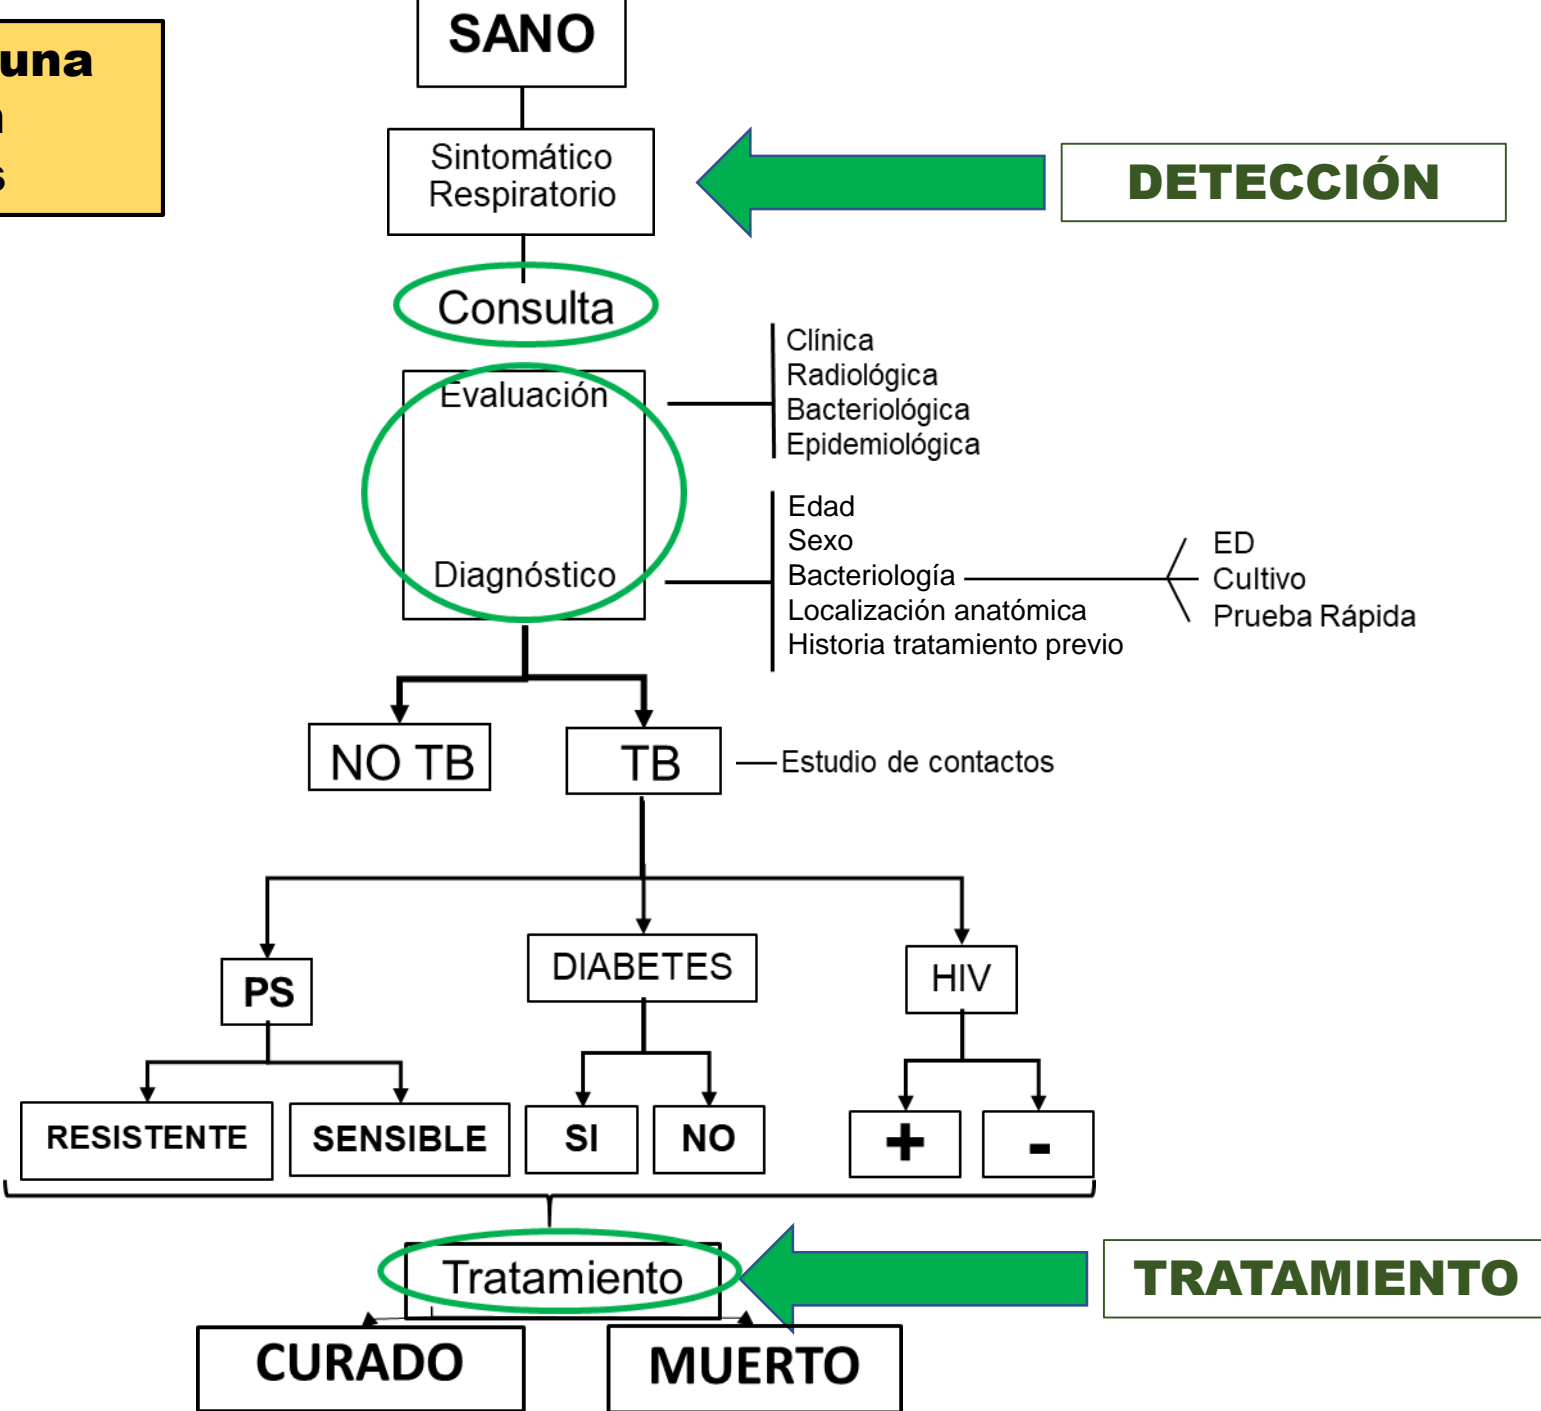 una
SANO
Sintomático
Respiratorio
DETECCIÓN
Consulta
Evaluación
Clínica
Radiológica
Bacteriológica
Epidemiológica
Diagnóstico
Edad
Sexo
Bacteriología
Localización anatómica
Historia tratamiento previo
ED
Cultivo
Prueba Rápida
NO TB
TB
Estudio de contactos
PS
DIABETES
HIV
RESISTENTE
SENSIBLE
SI
NO
+
-
Tratamiento
TRATAMIENTO
CURADO
MUERTO